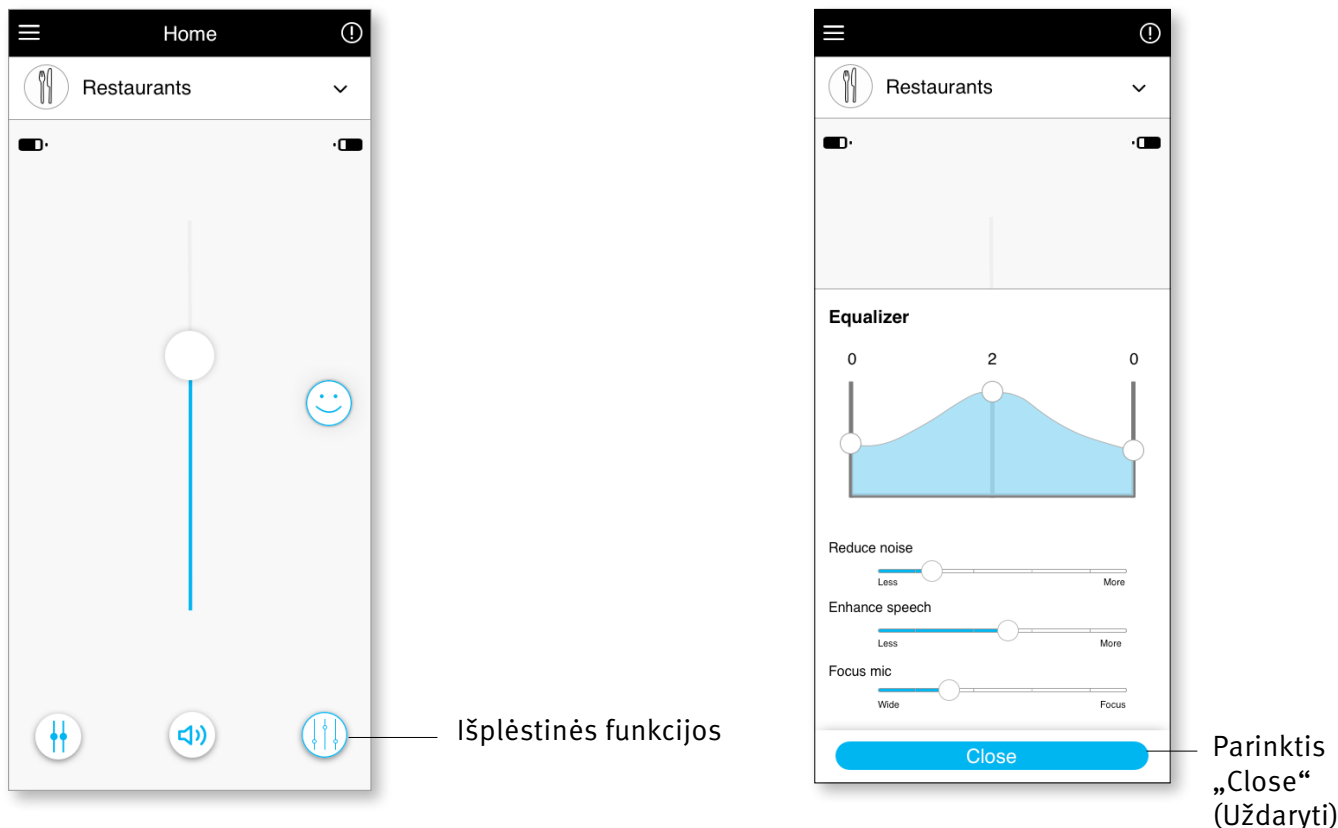 Home
Restaurants
Išplėstinės funkcijos
Restaurants
Equalizer
0 2 0
Reduce noise
Less More
Enhance speech
Less More
Focus mic
Wide Focus
Close
Parinktis
„Close“
(Uždaryti)